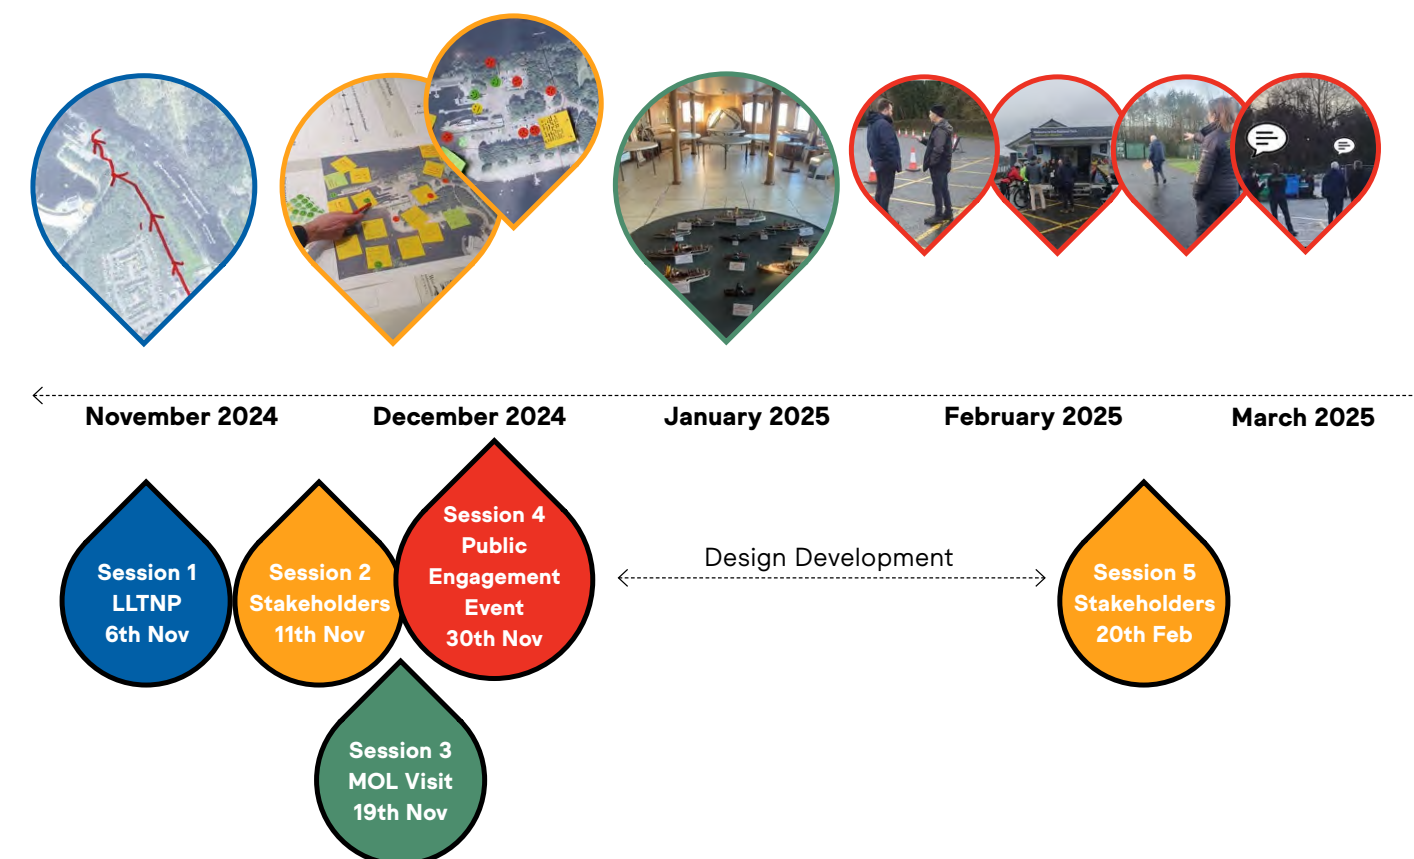 November 2024
December 2024
January 2025
February 2025
March 2025
Session 1
LLTNP
6th Nov
Session 2
Stakeholders
11th Nov
Session 4
Public
Engagement
Event
30th Nov
Design Development
Session 5
Stakeholders
20th Feb
Session 3
MOL Visit
19th Nov